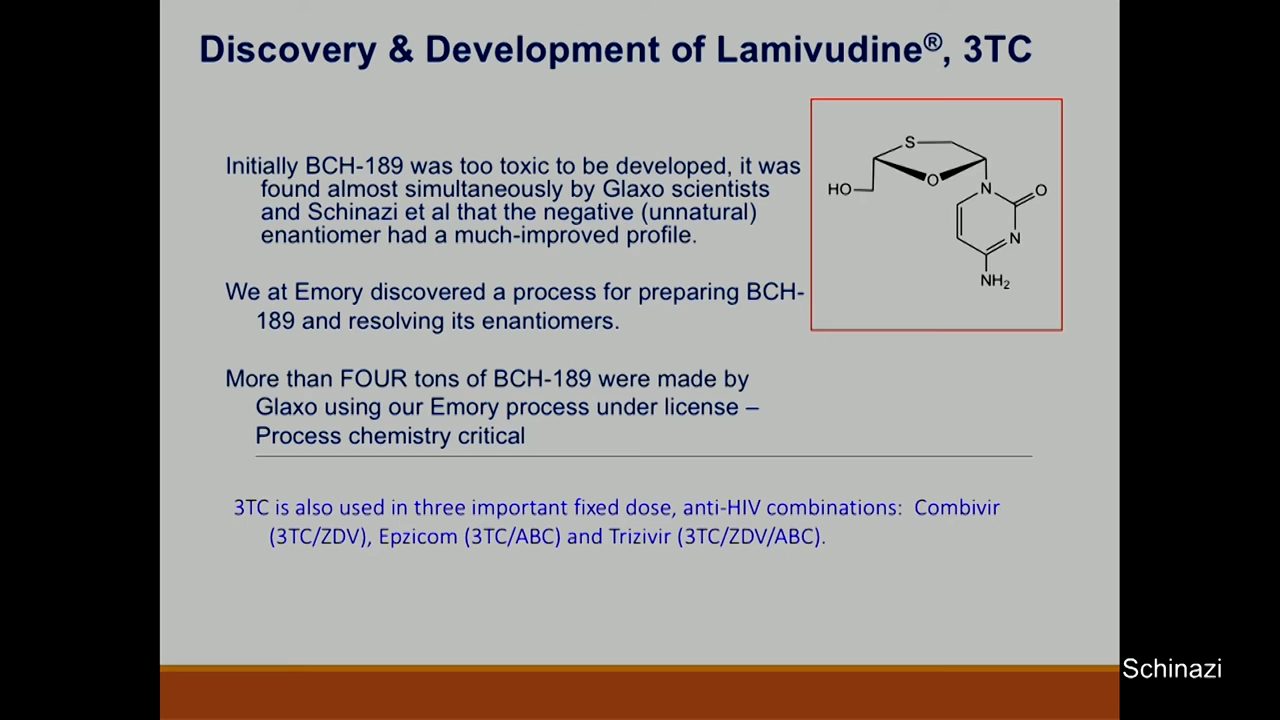 Discovery & Development of Lamivudine®, 3TC
Initially BCH-189 was too toxic to be developed, it was
found almost simultaneously by Glaxo scientists
and Schinazi et al that the negative (unnatural)
enantiomer had a much-improved profile.
We at Emory discovered a process for preparing BCH-
189 and resolving its enantiomers.
More than FOUR tons of BCH-189 were made by
Glaxo using our Emory process under license –
Process chemistry critical
S
O
HO
N
O
N
NH₂
3TC is also used in three important fixed dose, anti-HIV combinations: Combivir
(3TC/ZDV), Epzicom (3TC/ABC) and Trizivir (3TC/ZDV/ABC).
Schinazi